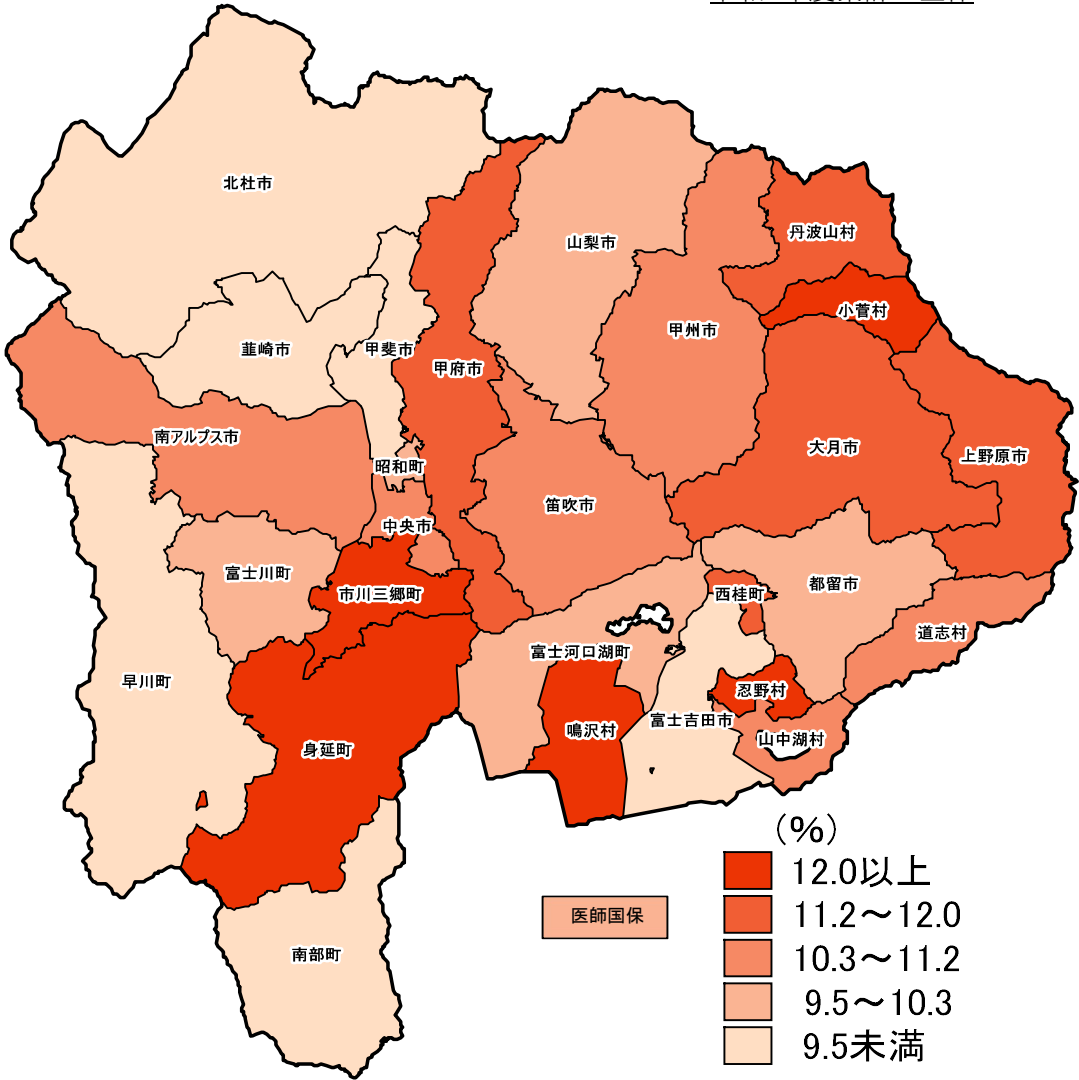 北杜市
山梨市
丹波山村
小菅村
甲州市
韮崎市
甲斐市
甲府市
南アルプス市
大月市
上野原市
昭和町
笛吹市
中央市
富士川町
市川三郷町
西桂町
都留市
道志村
富士河口湖町
早川町
忍野村
身延町
鳴沢村
富士吉田市
山中湖村
(%)
12.0以上
医師国保
11.2～12.0
10.3～11.2
南部町
9.5～10.3
9.5未満